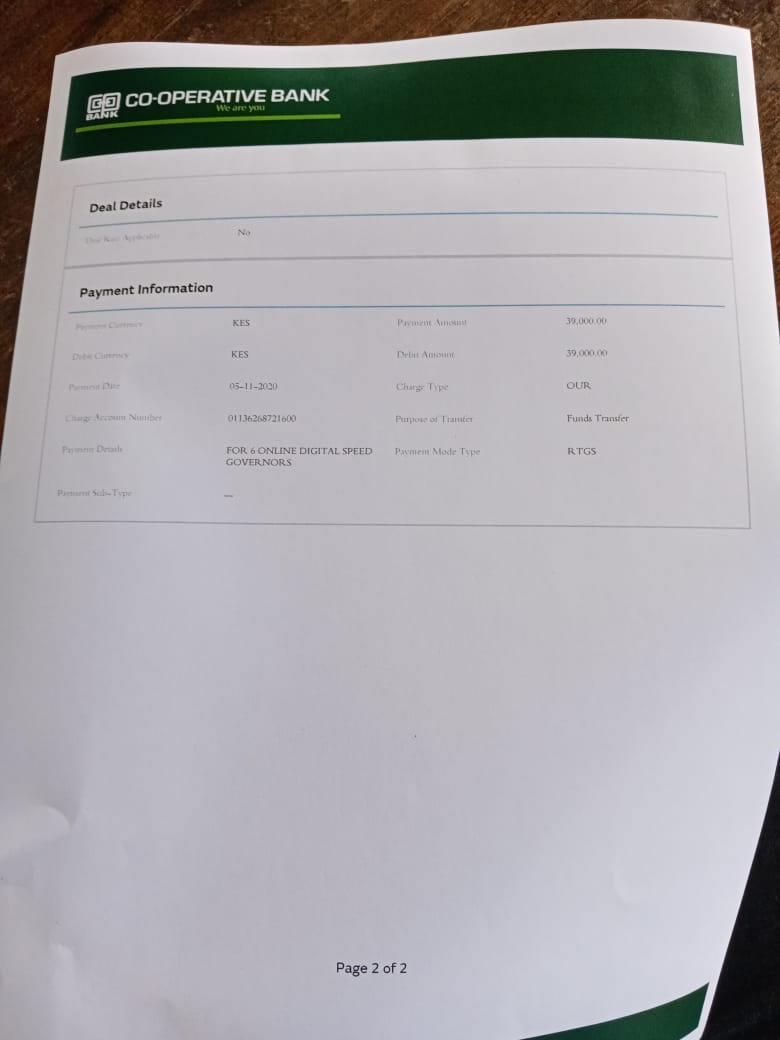 CO-OPERATIVE BANK
We are you
BANK
Deal Details
Deal Rate Applicable No
Payment Information
Payment Currency KES Payment Amount 39,000.00
Debit Currency KES Debit Amount 39,000.00
Payment Date 05-11-2020 Charge Type OUR
Charge Account Number 01136268721600 Purpose of Transfer Funds Transfer
Payment Details FOR 6 ONLINE DIGITAL SPEED Payment Mode Type RTGS
GOVERNORS
Payment Sub-Type —
Page 2 of 2